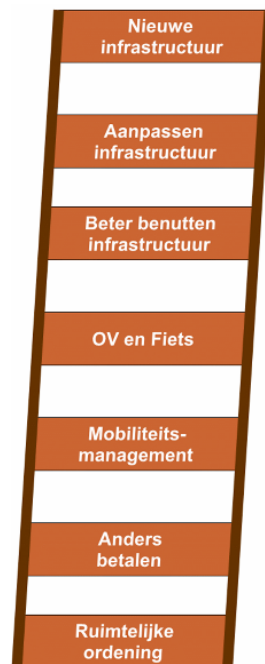 Nieuwe
infrastructuur
Aanpassen
infrastructuur
Beter benutten
infrastructuur
OV en Fiets
Mobiliteits-
management
Anders
betalen
Ruimtelijke
ordening